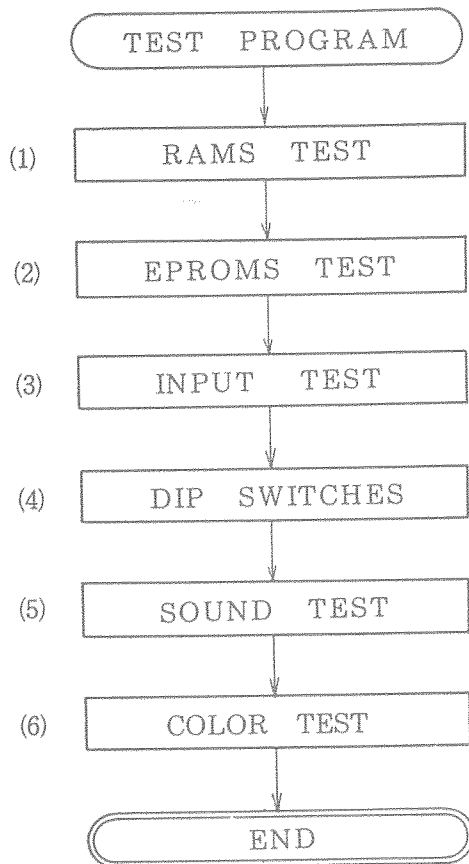 TEST PROGRAM
(1) RAMS TEST
(2) EPROMS TEST
(3) INPUT TEST
(4) DIP SWITCHES
(5) SOUND TEST
(6) COLOR TEST
END